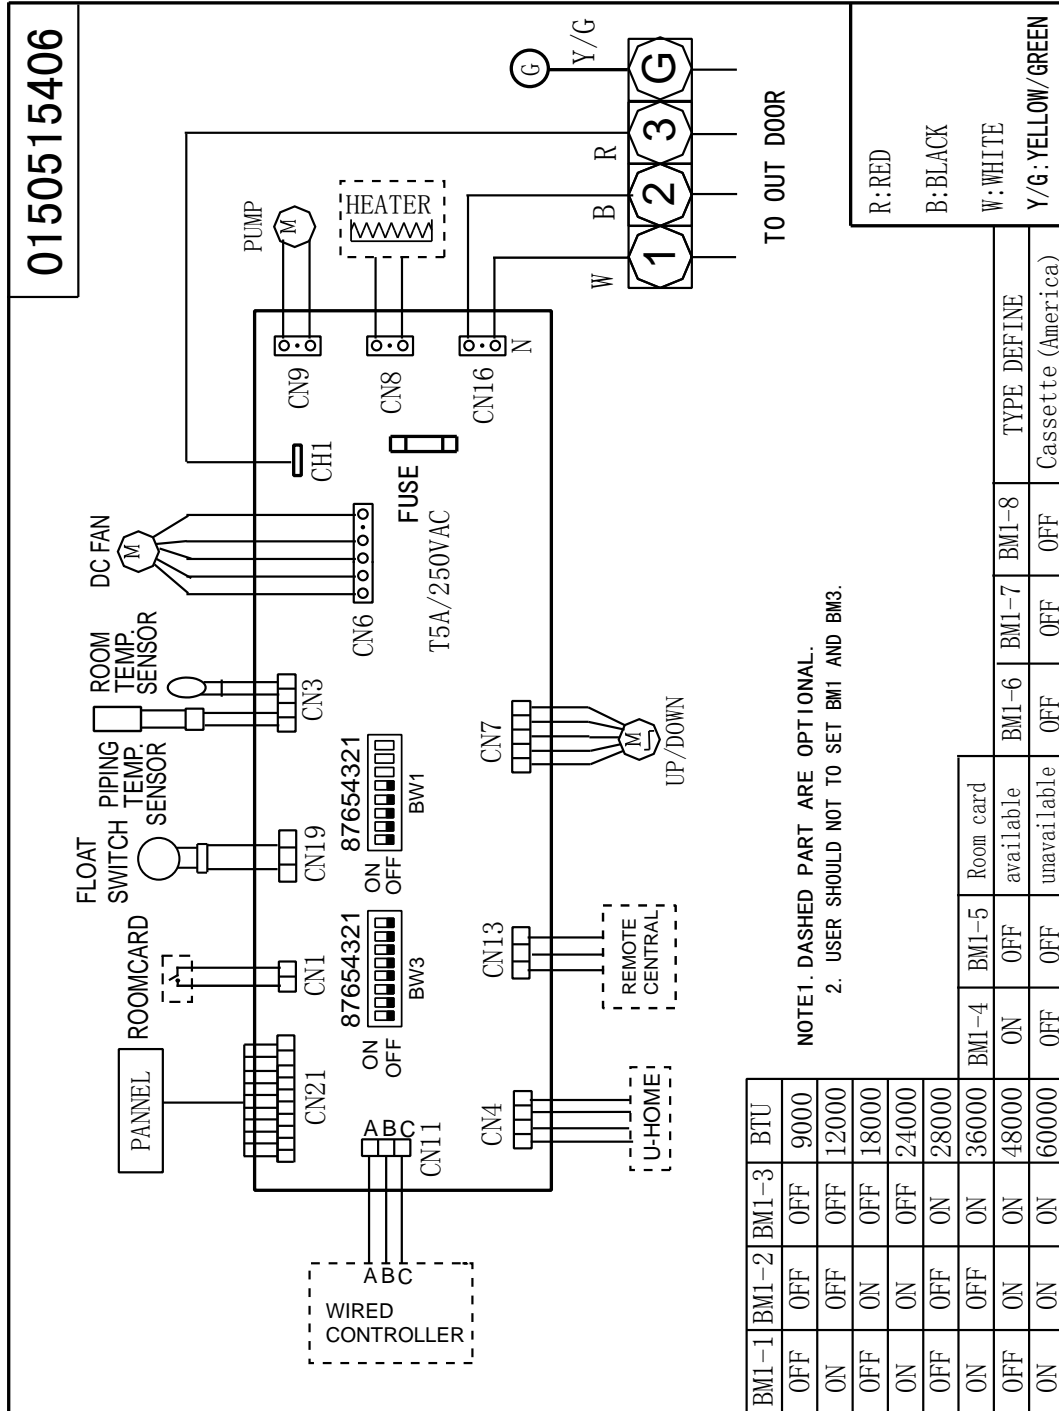 0150515406
PANNEL
ROOMCARD
FLOAT
SWITCH
PIPING
TEMP.
SENSOR
ROOM
TEMP.
SENSOR
DC FAN
M
PUMP
M
HEATER
G
Y/G
CN21
CN1
CN19
CN3
CN6
CH1
CN9
CN8
CN16
N
W
B
R
1
2
3
G
TO OUT DOOR
FUSE
T5A/250VAC
87654321
ON
OFF
BW3
87654321
ON
OFF
BW1
A B C
CN11
CN4
CN13
CN7
A B C
WIRED
CONTROLLER
U-HOME
REMOTE
CENTRAL
M
UP/DOWN
NOTE1. DASHED PART ARE OPTIONAL.
2. USER SHOULD NOT TO SET BM1 AND BM3.
R:RED
B:BLACK
W:WHITE
Y/G:YELLOW/GREEN
BM1-1 BM1-2 BM1-3 BTU
OFF OFF OFF 9000
ON OFF OFF 12000
OFF ON OFF 18000
ON ON OFF 24000
OFF OFF ON 28000
ON OFF ON 36000 BM1-4 BM1-5 Room card
OFF ON ON 48000 ON OFF available BM1-6 BM1-7 BM1-8 TYPE DEFINE
ON ON ON 60000 OFF OFF unavailable OFF OFF OFF Cassette(America)